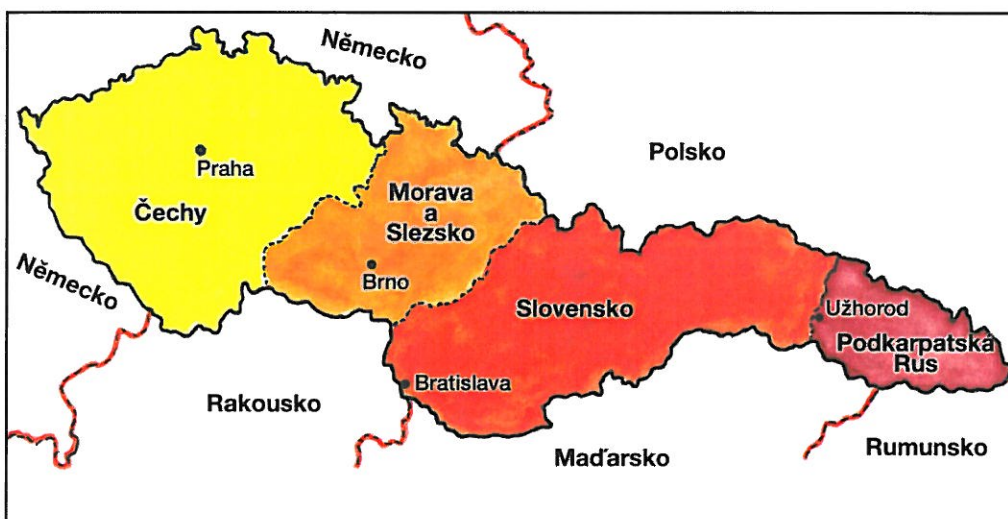 Německo
Polsko
Praha
Čechy
Morava
a
Slezsko
Německo
Brno
Slovensko
Užhorod
Podkarpatská
Rus
Bratislava
Rakousko
Maďarsko
Rumunsko